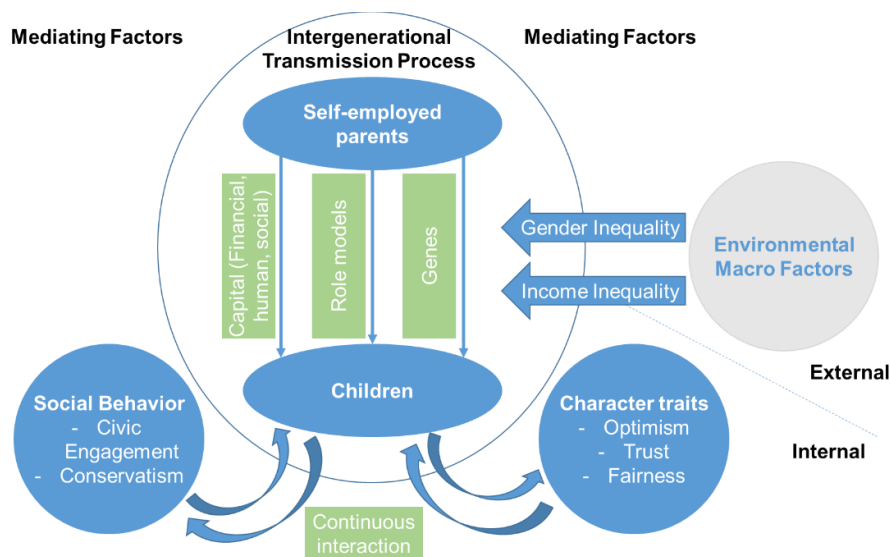 Mediating Factors
Intergenerational
Transmission Process
Mediating Factors
Self-employed
parents
Capital (Financial,
human, social)
Role models
Genes
Gender Inequality
Income Inequality
Environmental
Macro Factors
External
Internal
Children
Social Behavior
- Civic
Engagement
- Conservatism
Character traits
- Optimism
- Trust
- Fairness
Continuous
interaction